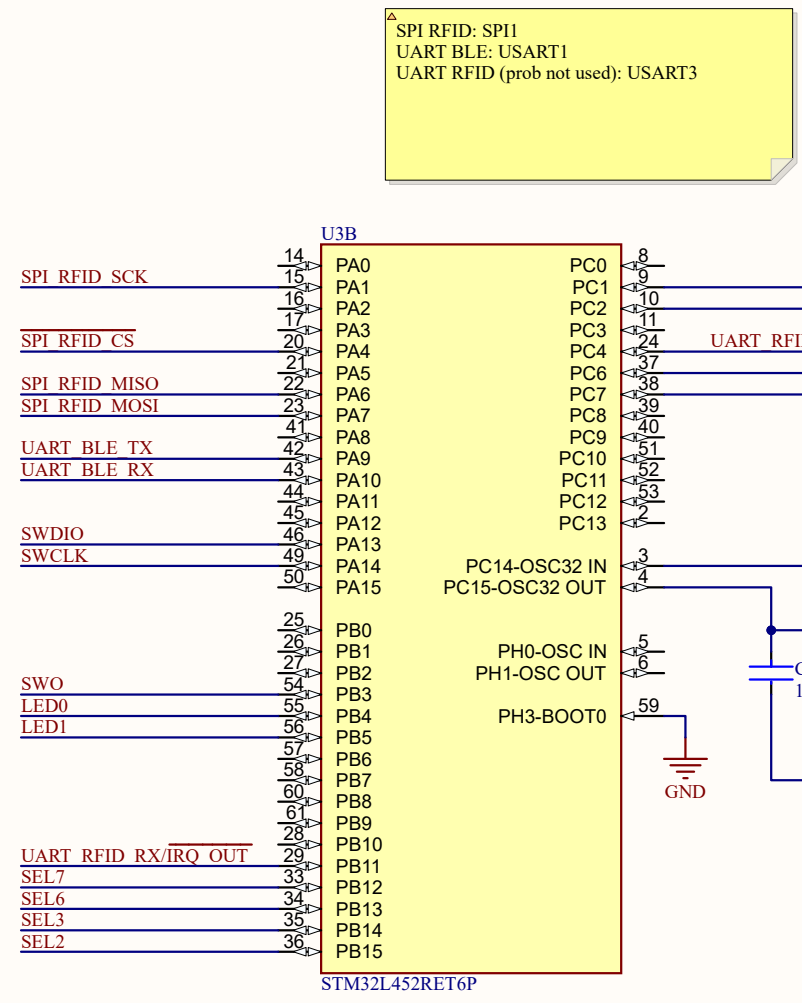 SPI RFID: SPI1
UART BLE: USART1
UART RFID (prob not used): USART3
U3B
SPI_RFID_SCK
SPI_RFID_CS
SPI_RFID_MISO
SPI_RFID_MOSI
UART_BLE_TX
UART_BLE_RX
SWDIO
SWCLK
SWO
LED0
LED1
UART_RFID_RX/IRQ_OUT
SEL7
SEL6
SEL3
SEL2
14 PA0
15 PA1
16 PA2
17 PA3
20 PA4
21 PA5
22 PA6
23 PA7
41 PA8
42 PA9
43 PA10
44 PA11
45 PA12
46 PA13
49 PA14
50 PA15
25 PB0
26 PB1
27 PB2
54 PB3
55 PB4
56 PB5
57 PB6
58 PB7
60 PB8
61 PB9
28 PB10
29 PB11
33 PB12
34 PB13
35 PB14
36 PB15
PC0 8
PC1 9
PC2 10
PC3 11
PC4 24
PC6 37
PC7 38
PC8 39
PC9 40
PC10 51
PC11 52
PC12 53
PC13 2
PC14-OSC32 IN 3
PC15-OSC32 OUT 4
PH0-OSC IN 5
PH1-OSC OUT 6
PH3-BOOT0 59
GND
STM32L452RET6P